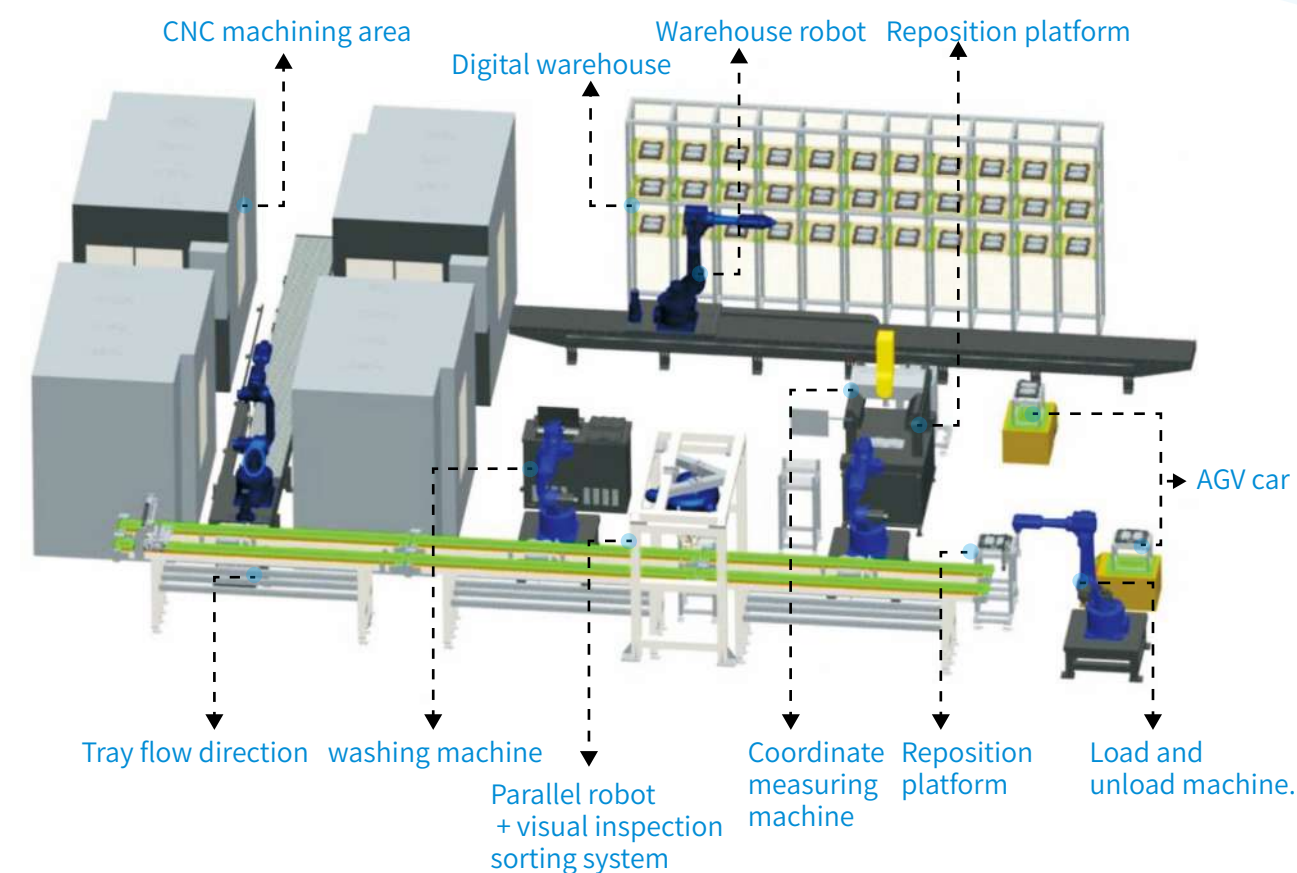 CNC machining area
Warehouse robot
Reposition platform
Digital warehouse
AGV car
Tray flow direction
washing machine
Parallel robot
+ visual inspection
sorting system
Coordinate
measuring
machine
Reposition
platform
Load and
unload machine.